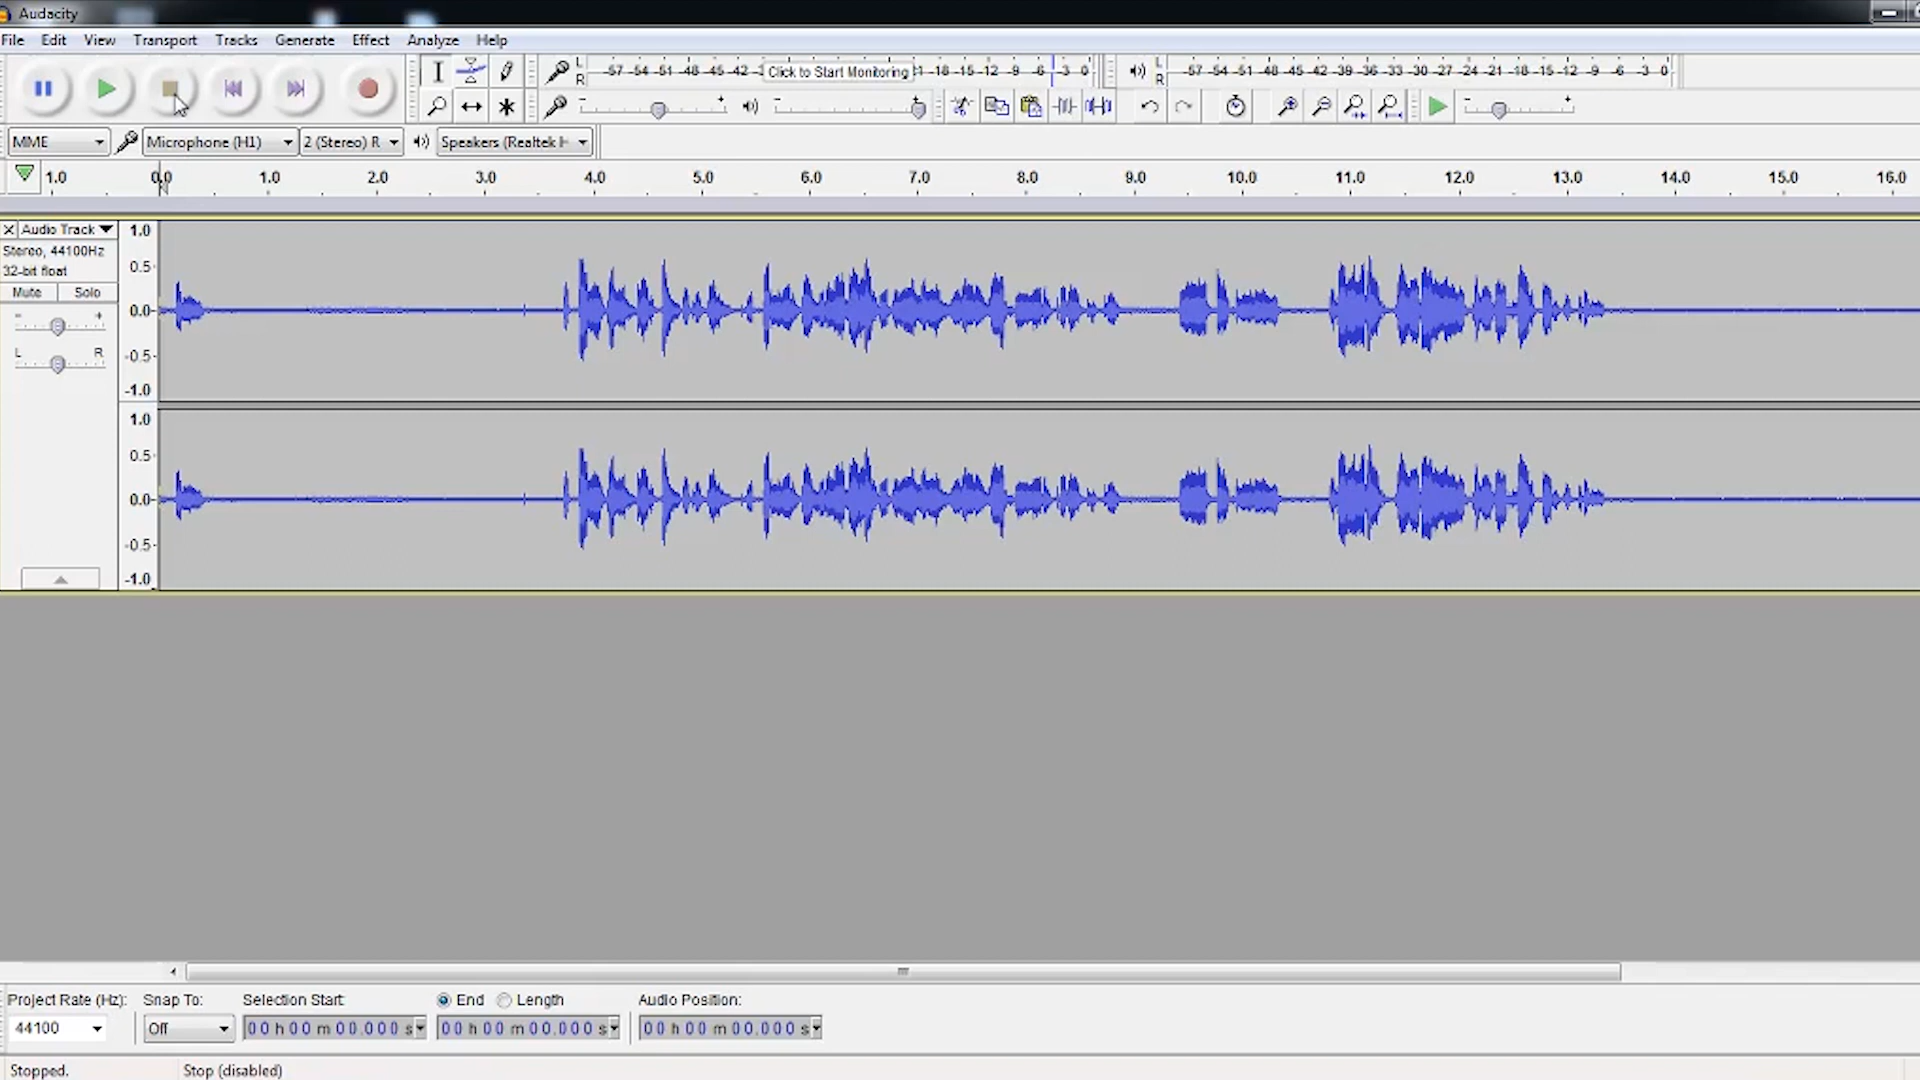 Audacity
File Edit View Transport Tracks Generate Effect Analyze Help
L
R
-57 -54 -51 -48 -45 -42 -3 Click to Start Monitoring 1 -18 -15 -12 -9 -6 -3 0
L
R
-57 -54 -51 -48 -45 -42 -39 -36 -33 -30 -27 -24 -21 -18 -15 -12 -9 -6 -3 0
MME Microphone (H1) 2 (Stereo) R Speakers (Realtek H
1.0 0.0 1.0 2.0 3.0 4.0 5.0 6.0 7.0 8.0 9.0 10.0 11.0 12.0 13.0 14.0 15.0 16.0
X Audio Track
Stereo, 44100Hz
32-bit float
Mute Solo
- +
L R
1.0
0.5-
0.0-
-0.5-
-1.0
1.0
0.5-
0.0-
-0.5-
-1.0
Project Rate (Hz): Snap To: Selection Start: End Length Audio Position:
44100 Off 00 h 00 m 00.000 s 00 h 00 m 00.000 s 00 h 00 m 00.000 s
Stopped. Stop (disabled)